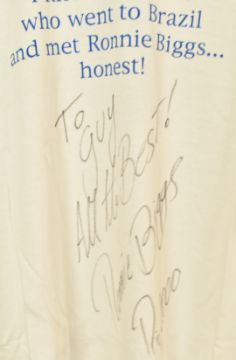 who went to Brazil
and met Ronnie Biggs...
honest!
To
Guy
All the Best!
Ronnie Biggs